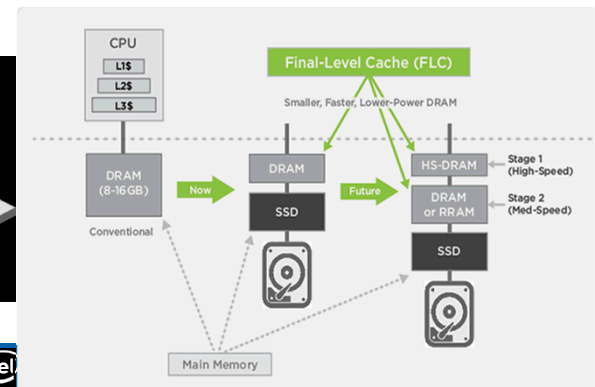 CPU
L1$
L2$
L3$
Final-Level Cache (FLC)
Smaller, Faster, Lower-Power DRAM
DRAM
(8-16GB)
Conventional
Now
DRAM
SSD
Future
HS-DRAM
Stage 1
(High-Speed)
DRAM
or RRAM
Stage 2
(Med-Speed)
SSD
Main Memory